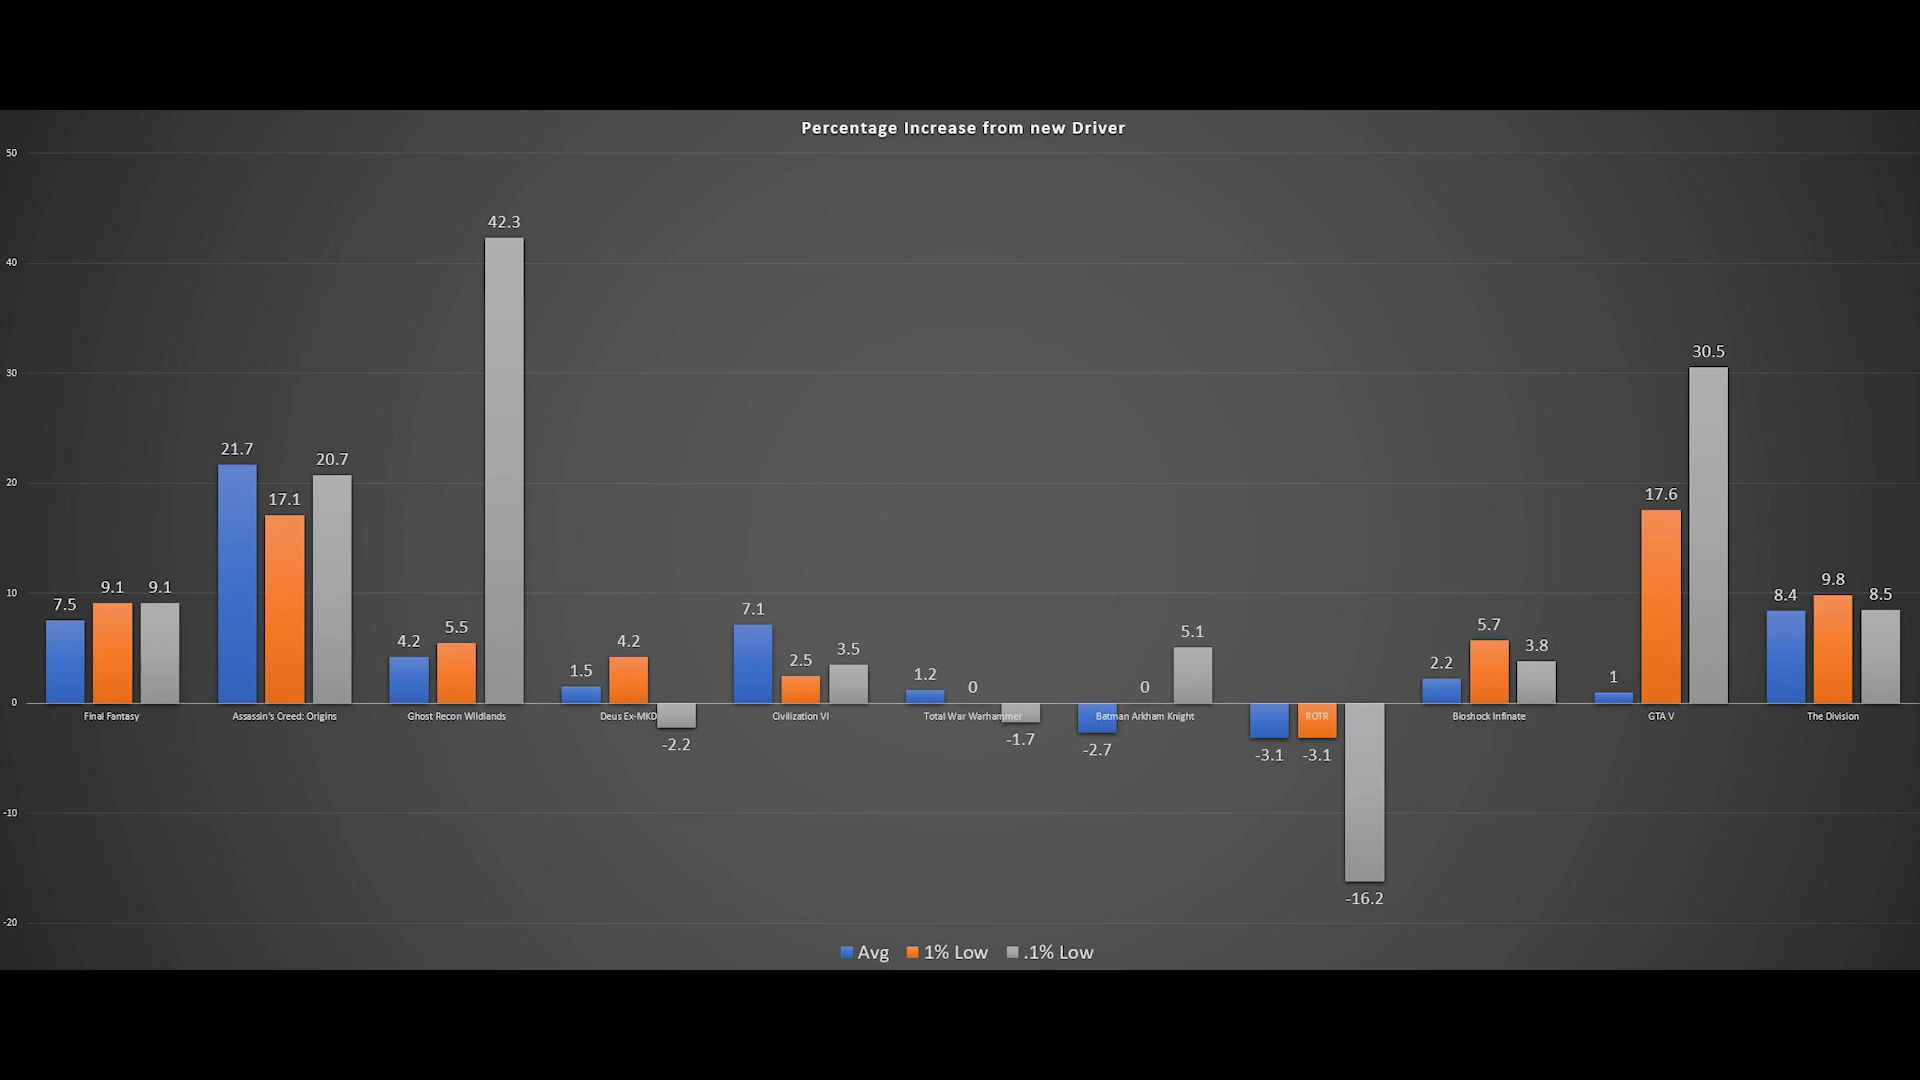 Percentage Increase from new Driver
50
40
30
20
10
0
-10
-20
7.5 9.1 9.1
21.7 17.1 20.7
4.2 5.5 42.3
1.5 4.2 -2.2
7.1 2.5 3.5
1.2 0 -1.7
-2.7 0 5.1
-3.1 -3.1 -16.2
2.2 5.7 3.8
1 17.6 30.5
8.4 9.8 8.5
Final Fantasy
Assassin's Creed: Origins
Ghost Recon Wildlands
Deus Ex-MKD
Civilization VI
Total War Warhammer
Batman Arkham Knight
ROTR
Bioshock Infinate
GTA V
The Division
Avg 1% Low .1% Low